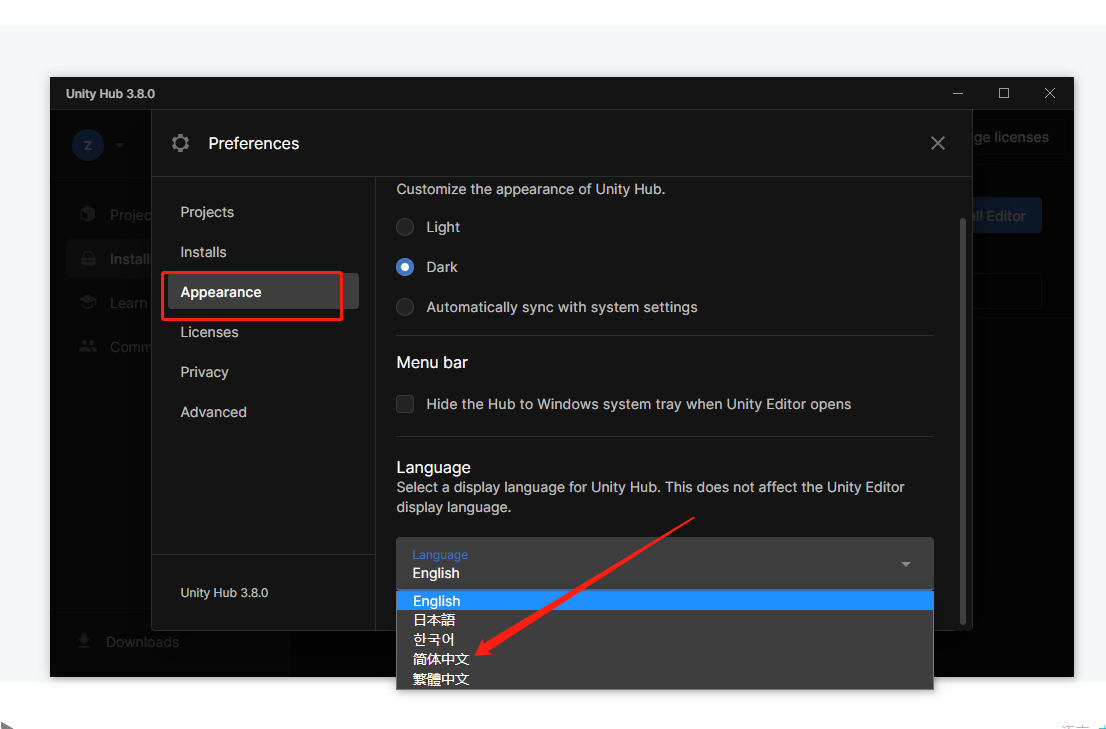 Unity Hub 3.8.0
Z
Preferences
ge licenses
Customize the appearance of Unity Hub.
Projects
Light
Projec
ll Editor
Installs
Install
Dark
Appearance
Learn
Automatically sync with system settings
Licenses
Comm
Menu bar
Privacy
Hide the Hub to Windows system tray when Unity Editor opens
Advanced
Language
Select a display language for Unity Hub. This does not affect the Unity Editor
display language.
Language
English
Unity Hub 3.8.0
English
日本語
한국어
Downloads
简体中文
繁體中文